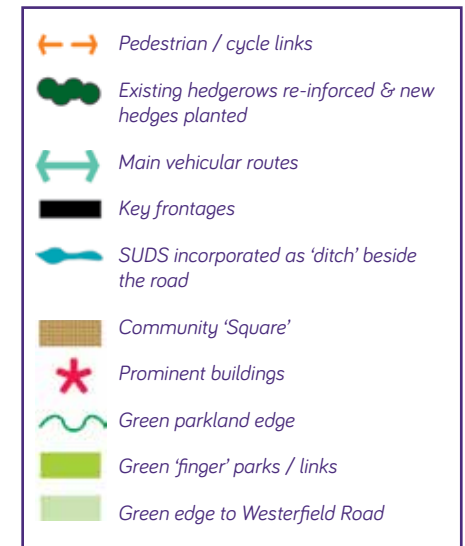 Pedestrian / cycle links
Existing hedgerows re-inforced & new
hedges planted
Main vehicular routes
Key frontages
SUDS incorporated as ‘ditch’ beside
the road
Community ‘Square’
Prominent buildings
Green parkland edge
Green ‘finger’ parks / links
Green edge to Westerfield Road